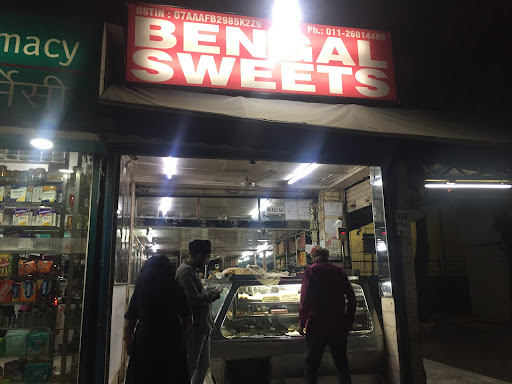 GSTIN : 07AAAFB2985K2Z9
Ph.: 011-26014486
BENGAL
SWEETS
macy
र्मेसी